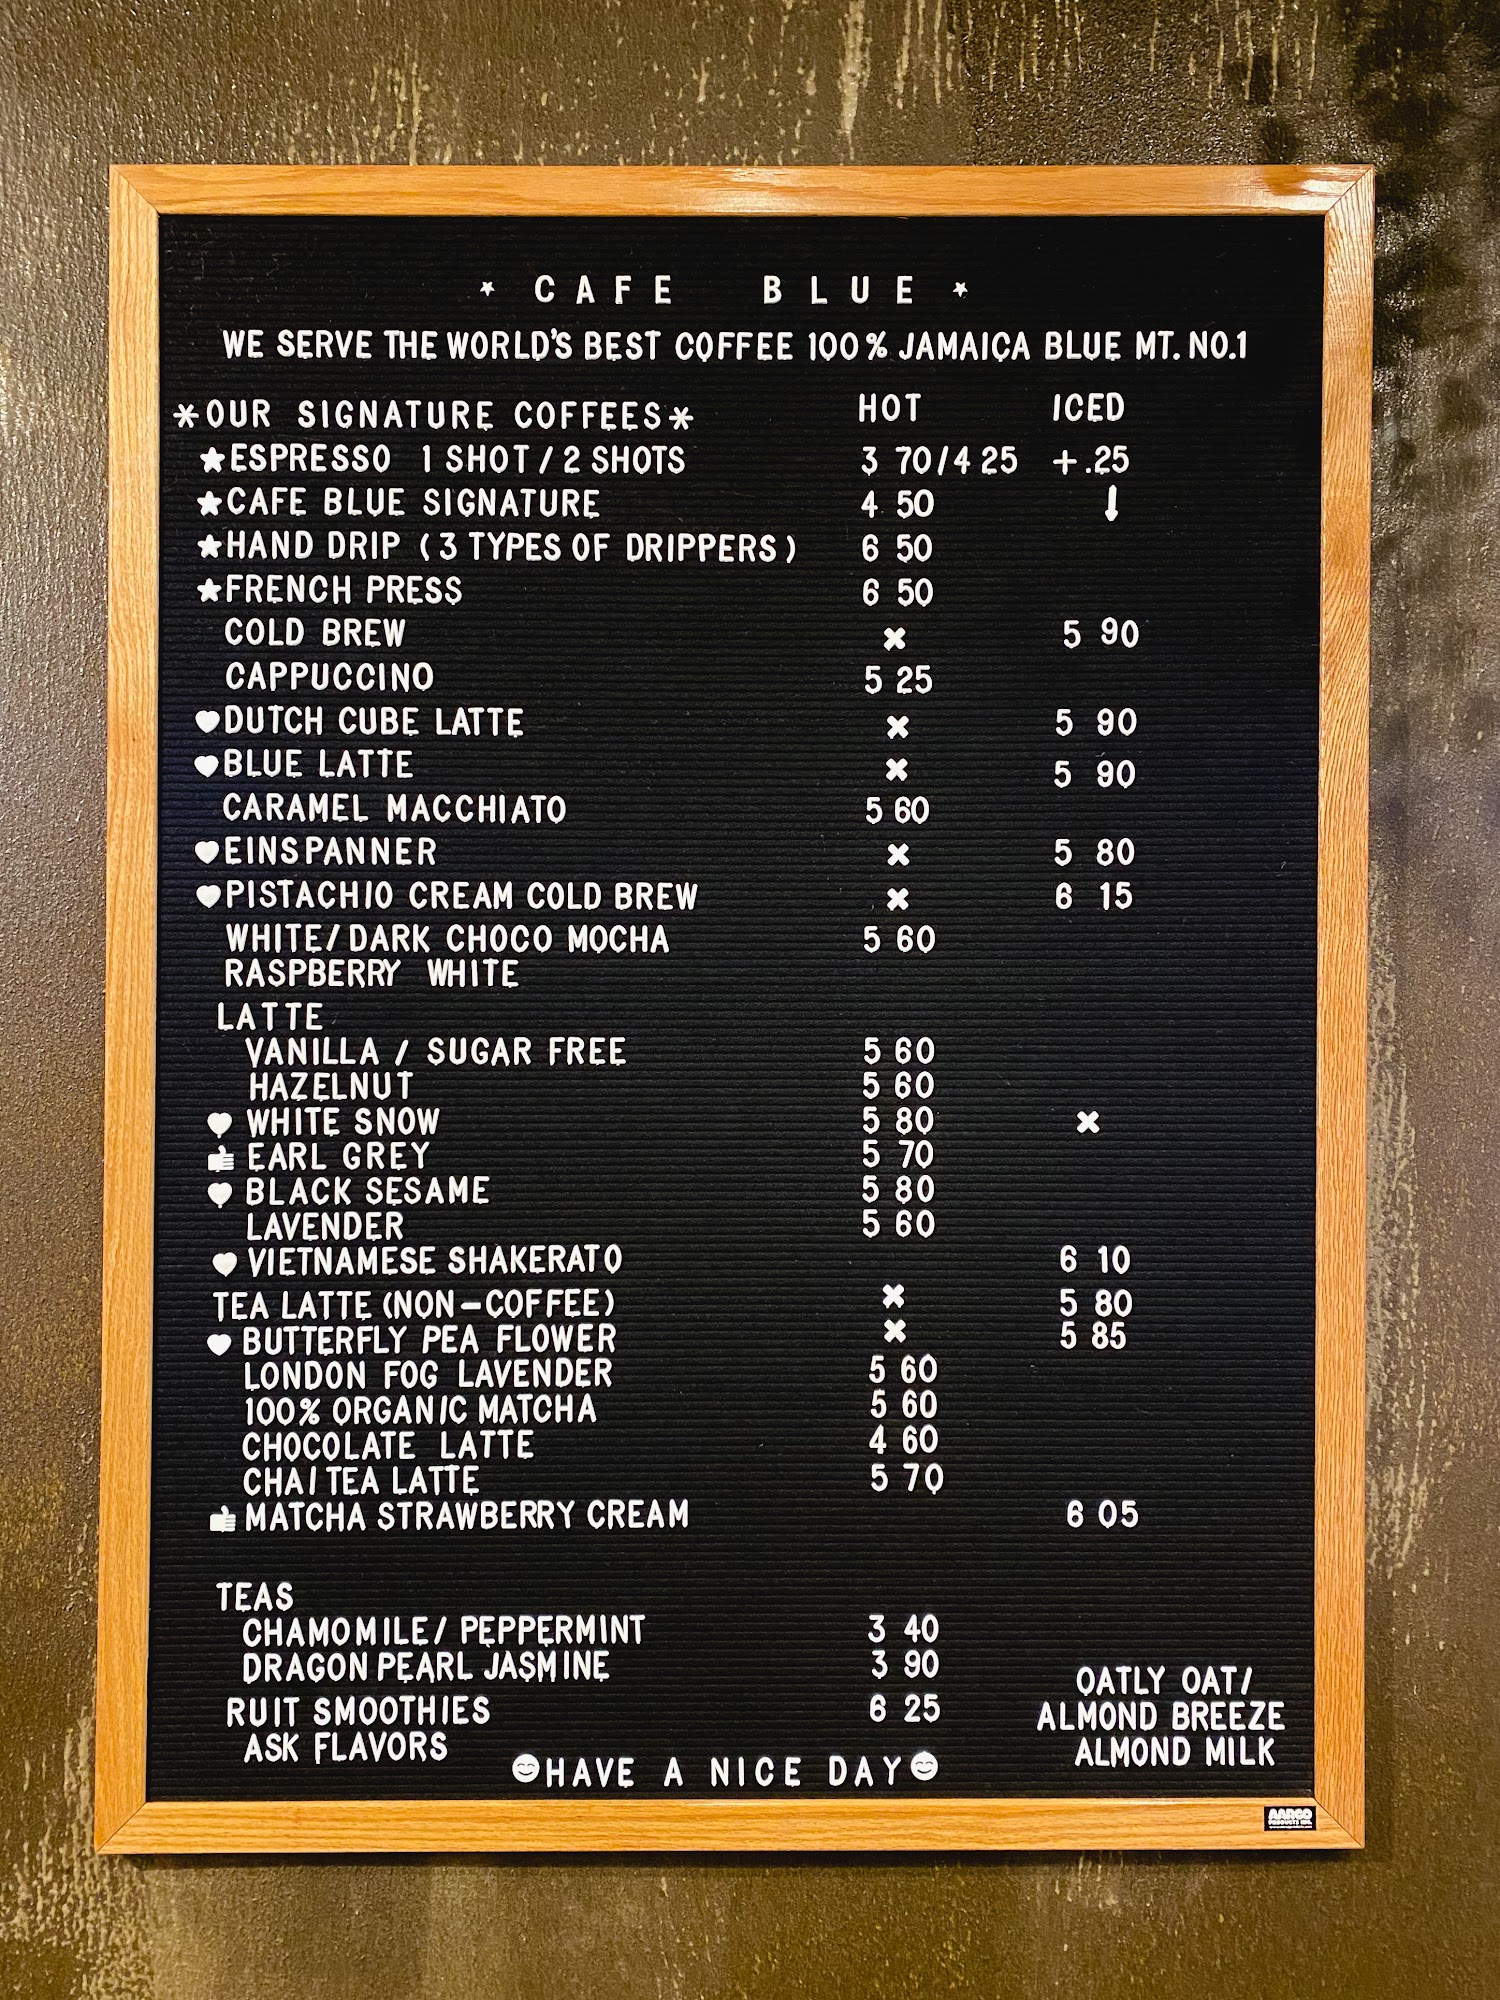 * CAFE BLUE *
WE SERVE THE WORLD'S BEST COFFEE 100% JAMAICA BLUE MT. NO.1
*OUR SIGNATURE COFFEES* HOT ICED
★ESPRESSO 1 SHOT / 2 SHOTS 3 70/4 25 +.25
★CAFE BLUE SIGNATURE 4 50 ↓
★HAND DRIP (3 TYPES OF DRIPPERS) 6 50
★FRENCH PRESS 6 50
COLD BREW ✖ 5 90
CAPPUCCINO 5 25
♥DUTCH CUBE LATTE ✖ 5 90
♥BLUE LATTE ✖ 5 90
CARAMEL MACCHIATO 5 60
♥EINSPANNER ✖ 5 80
♥PISTACHIO CREAM COLD BREW ✖ 6 15
WHITE/DARK CHOCO MOCHA 5 60
RASPBERRY WHITE
LATTE
VANILLA / SUGAR FREE 5 60
HAZELNUT 5 60
♥ WHITE SNOW 5 80 ✖
👍 EARL GREY 5 70
♥ BLACK SESAME 5 80
LAVENDER 5 60
♥ VIETNAMESE SHAKERATO 6 10
TEA LATTE (NON-COFFEE) ✖ 5 80
♥ BUTTERFLY PEA FLOWER ✖ 5 85
LONDON FOG LAVENDER 5 60
100% ORGANIC MATCHA 5 60
CHOCOLATE LATTE 4 60
CHAI TEA LATTE 5 70
👍 MATCHA STRAWBERRY CREAM 6 05
TEAS
CHAMOMILE/ PEPPERMINT 3 40
DRAGON PEARL JASMINE 3 90
RUIT SMOOTHIES 6 25
ASK FLAVORS
OATLY OAT/
ALMOND BREEZE
ALMOND MILK
😊HAVE A NICE DAY😊
AARCO
PRODUCTS INC.